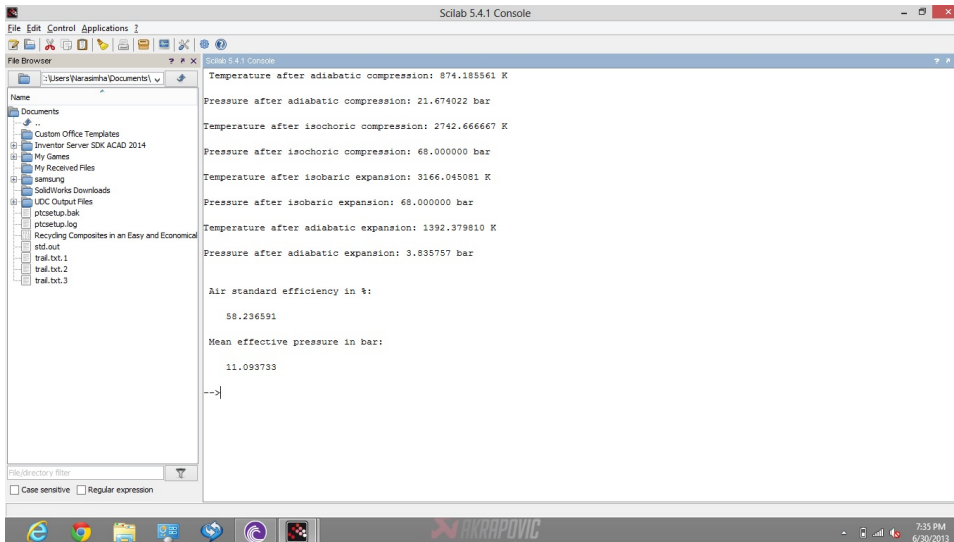 Scilab 5.4.1 Console
File Edit Control Applications ?
File Browser
Scilab 5.4.1 Console
:\Users\Narasimha\Documents\
Name
Documents
..
Custom Office Templates
Inventor Server SDK ACAD 2014
My Games
My Received Files
samsung
SolidWorks Downloads
UDC Output Files
ptcsetup.bak
ptcsetup.log
Recycling Composites in an Easy and Economical
std.out
trail.txt.1
trail.txt.2
trail.txt.3
File/directory filter
Case sensitive Regular expression
Temperature after adiabatic compression: 874.185561 K
Pressure after adiabatic compression: 21.674022 bar
Temperature after isochoric compression: 2742.666667 K
Pressure after isochoric compression: 68.000000 bar
Temperature after isobaric expansion: 3166.045081 K
Pressure after isobaric expansion: 68.000000 bar
Temperature after adiabatic expansion: 1392.379810 K
Pressure after adiabatic expansion: 3.835757 bar
Air standard efficiency in %:
58.236591
Mean effective pressure in bar:
11.093733
-->
AKRAPOVIC
7:35 PM
6/30/2013